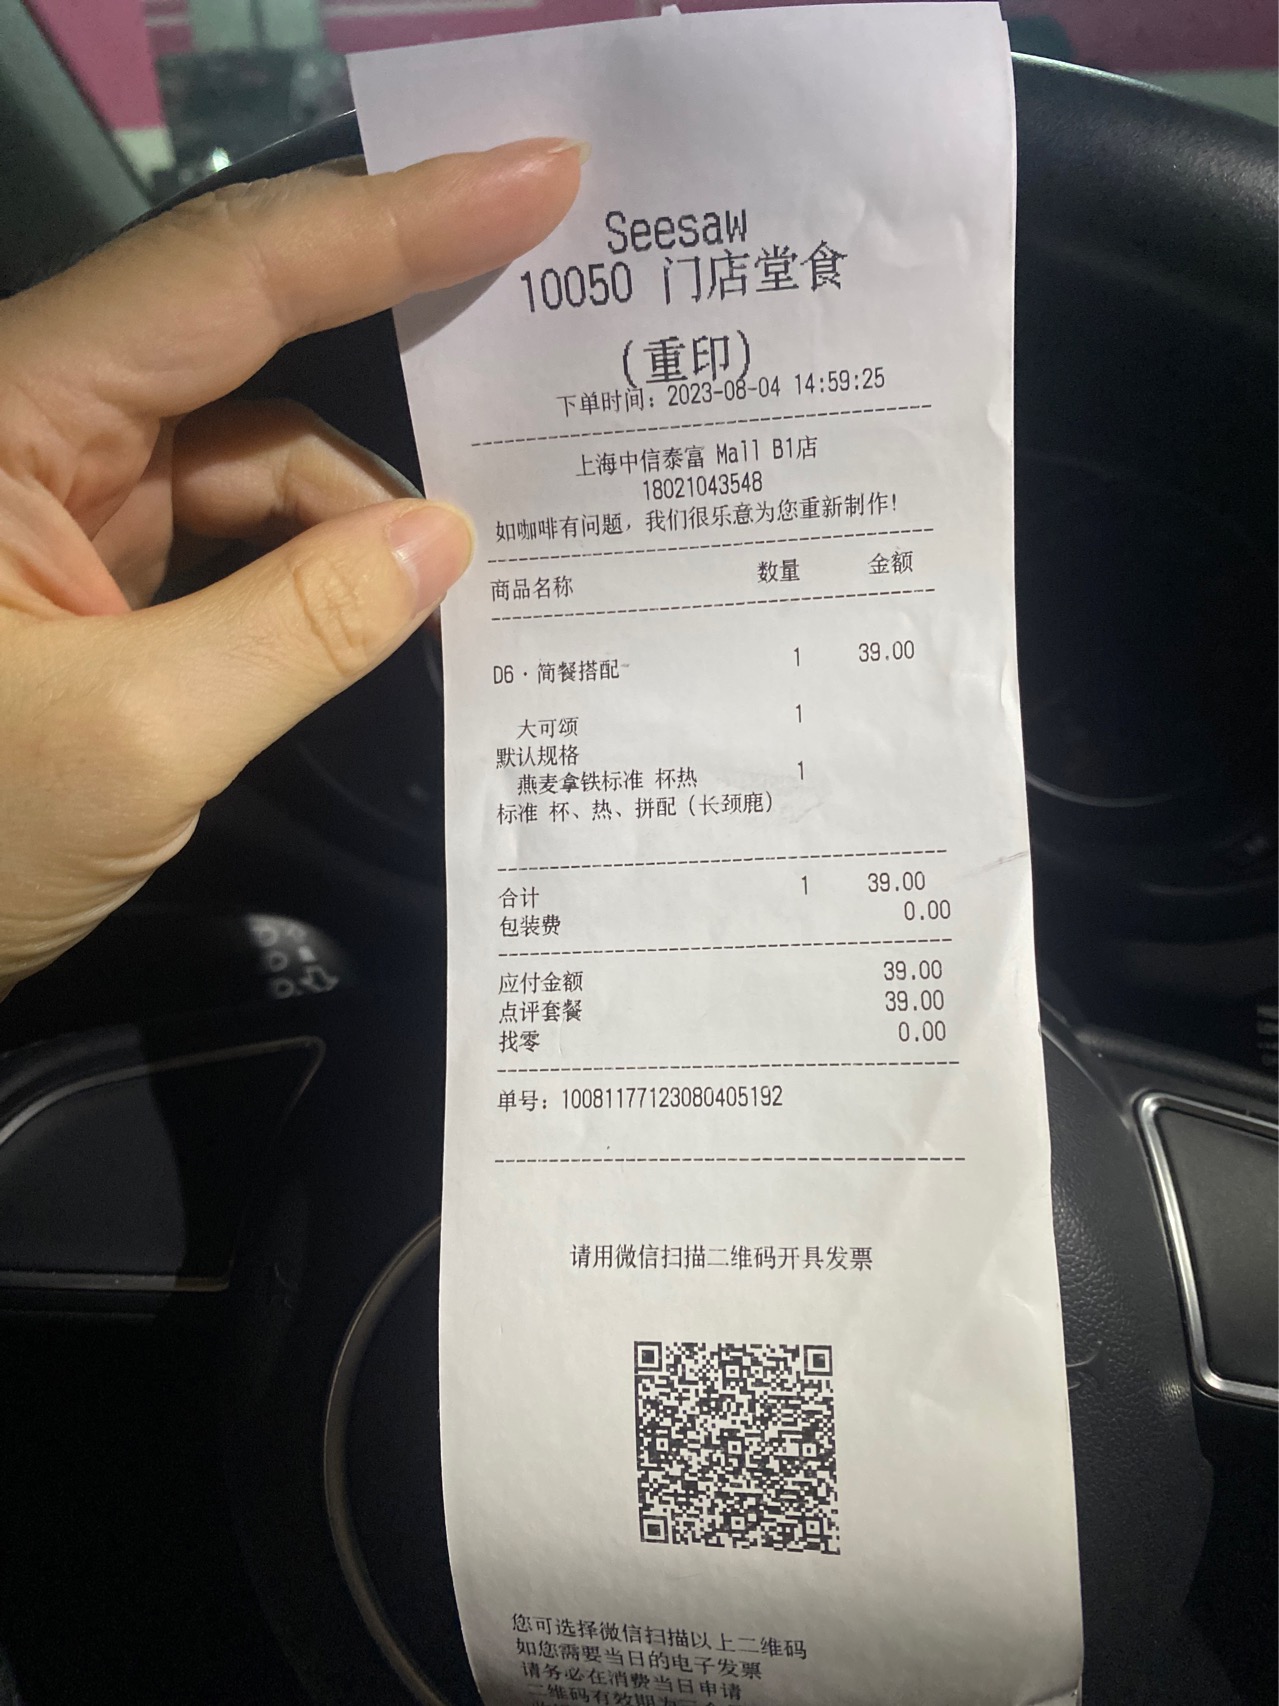 Seesaw
10050 门店堂食
(重印)
下单时间：2023-08-04 14:59:25
上海中信泰富 Mall B1店
18021043548
如咖啡有问题，我们很乐意为您重新制作！
商品名称 数量 金额
D6·简餐搭配 1 39.00
大可颂 1
默认规格
燕麦拿铁标准 杯热 1
标准 杯、热、拼配（长颈鹿）
合计 1 39.00
包装费 0.00
应付金额 39.00
点评套餐 39.00
找零 0.00
单号：10081177123080405192
请用微信扫描二维码开具发票
您可选择微信扫描以上二维码
如您需要当日的电子发票
请务必在消费当日申请
二维码有效期为